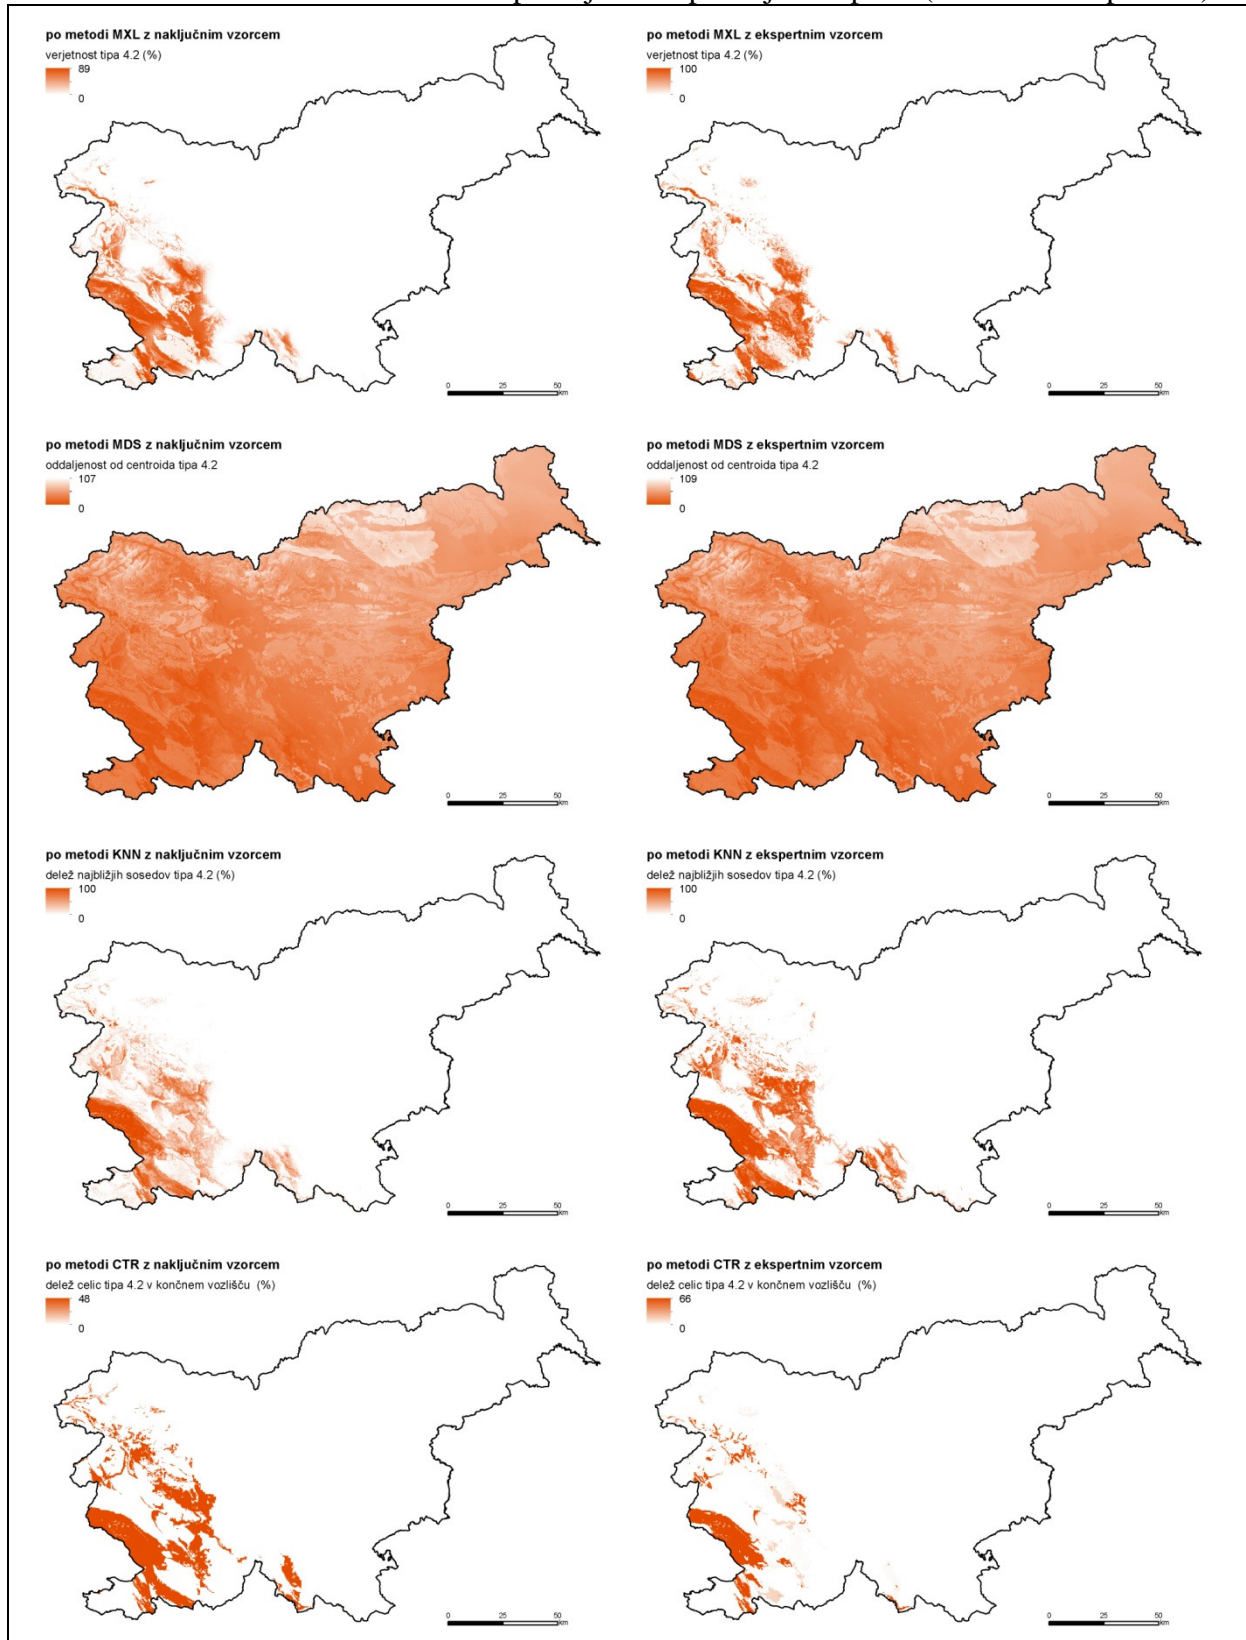 po metodi MXL z naključnim vzorcem
verjetnost tipa 4.2 (%)
89
0
0 25 50
km
po metodi MXL z ekspertnim vzorcem
verjetnost tipa 4.2 (%)
100
0
0 25 50
km
po metodi MDS z naključnim vzorcem
oddaljenost od centroida tipa 4.2
107
0
0 25 50
km
po metodi MDS z ekspertnim vzorcem
oddaljenost od centroida tipa 4.2
109
0
0 25 50
km
po metodi KNN z naključnim vzorcem
delež najbližjih sosedov tipa 4.2 (%)
100
0
0 25 50
km
po metodi KNN z ekspertnim vzorcem
delež najbližjih sosedov tipa 4.2 (%)
100
0
0 25 50
km
po metodi CTR z naključnim vzorcem
delež celic tipa 4.2 v končnem vozlišču (%)
48
0
0 25 50
km
po metodi CTR z ekspertnim vzorcem
delež celic tipa 4.2 v končnem vozlišču (%)
66
0
0 25 50
km